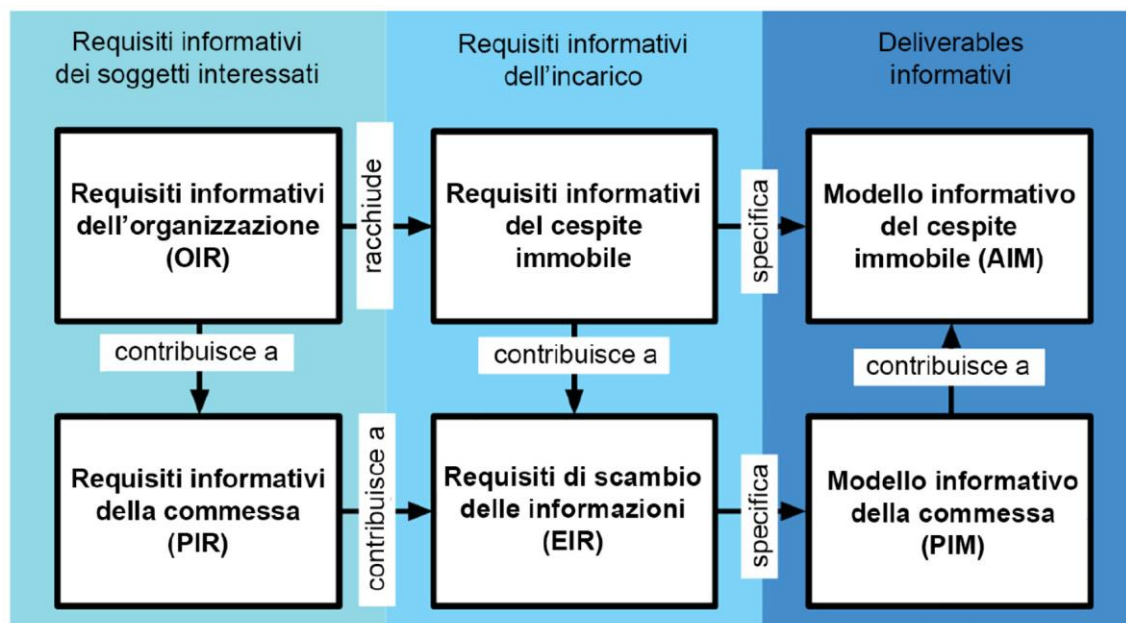 Requisiti informativi
dei soggetti interessati
Requisiti informativi
dell'incarico
Deliverables
informativi
Requisiti informativi
dell'organizzazione
(OIR)
racchiude
Requisiti informativi
del cespite
immobile
specifica
Modello informativo
del cespite
immobile (AIM)
contribuisce a
contribuisce a
contribuisce a
Requisiti informativi
della commessa
(PIR)
contribuisce a
Requisiti di scambio
delle informazioni
(EIR)
specifica
Modello informativo
della commessa
(PIM)